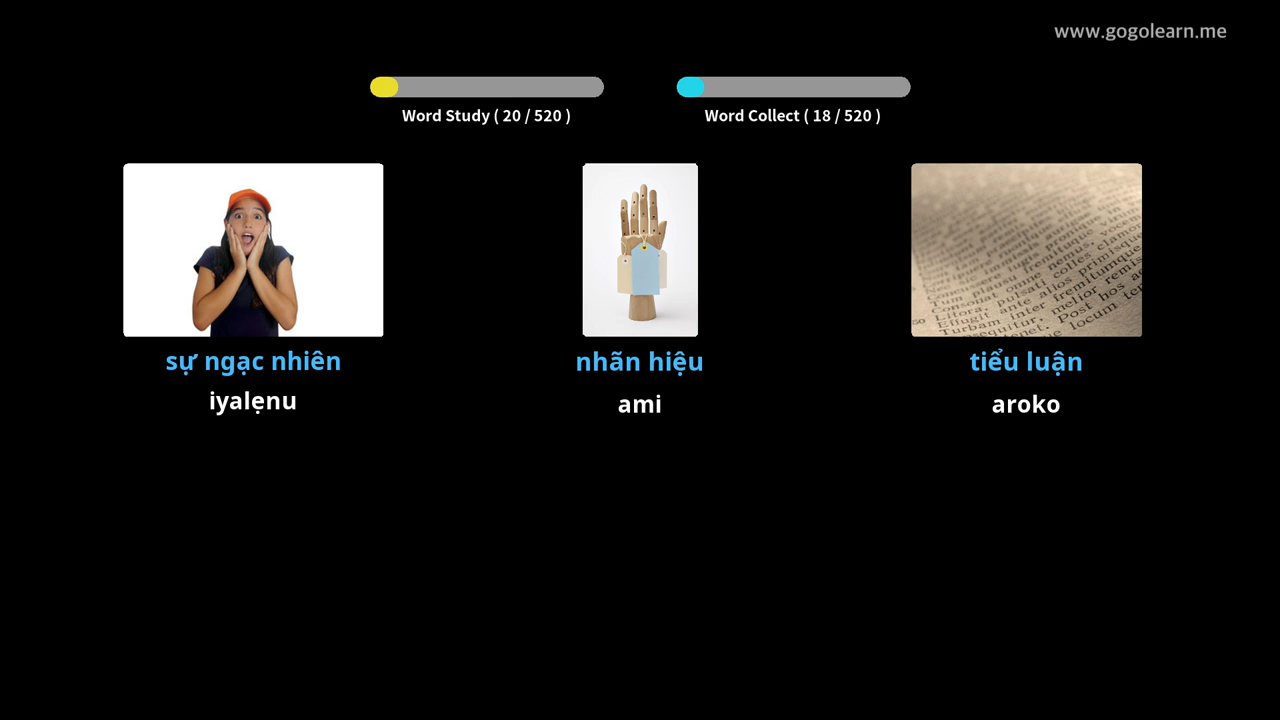 www.gogolearn.me
Word Study ( 20 / 520 )
Word Collect ( 18 / 520 )
sự ngạc nhiên
iyalẹnu
nhãn hiệu
ami
tiểu luận
aroko